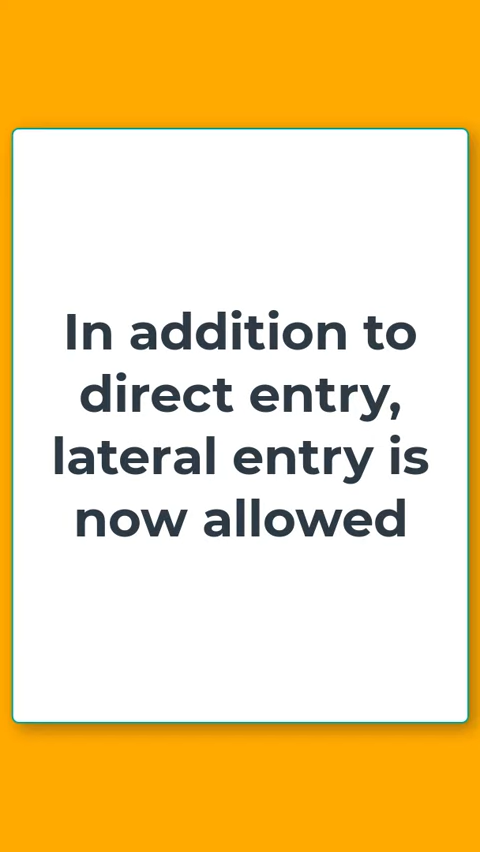 In addition to
direct entry,
lateral entry is
now allowed